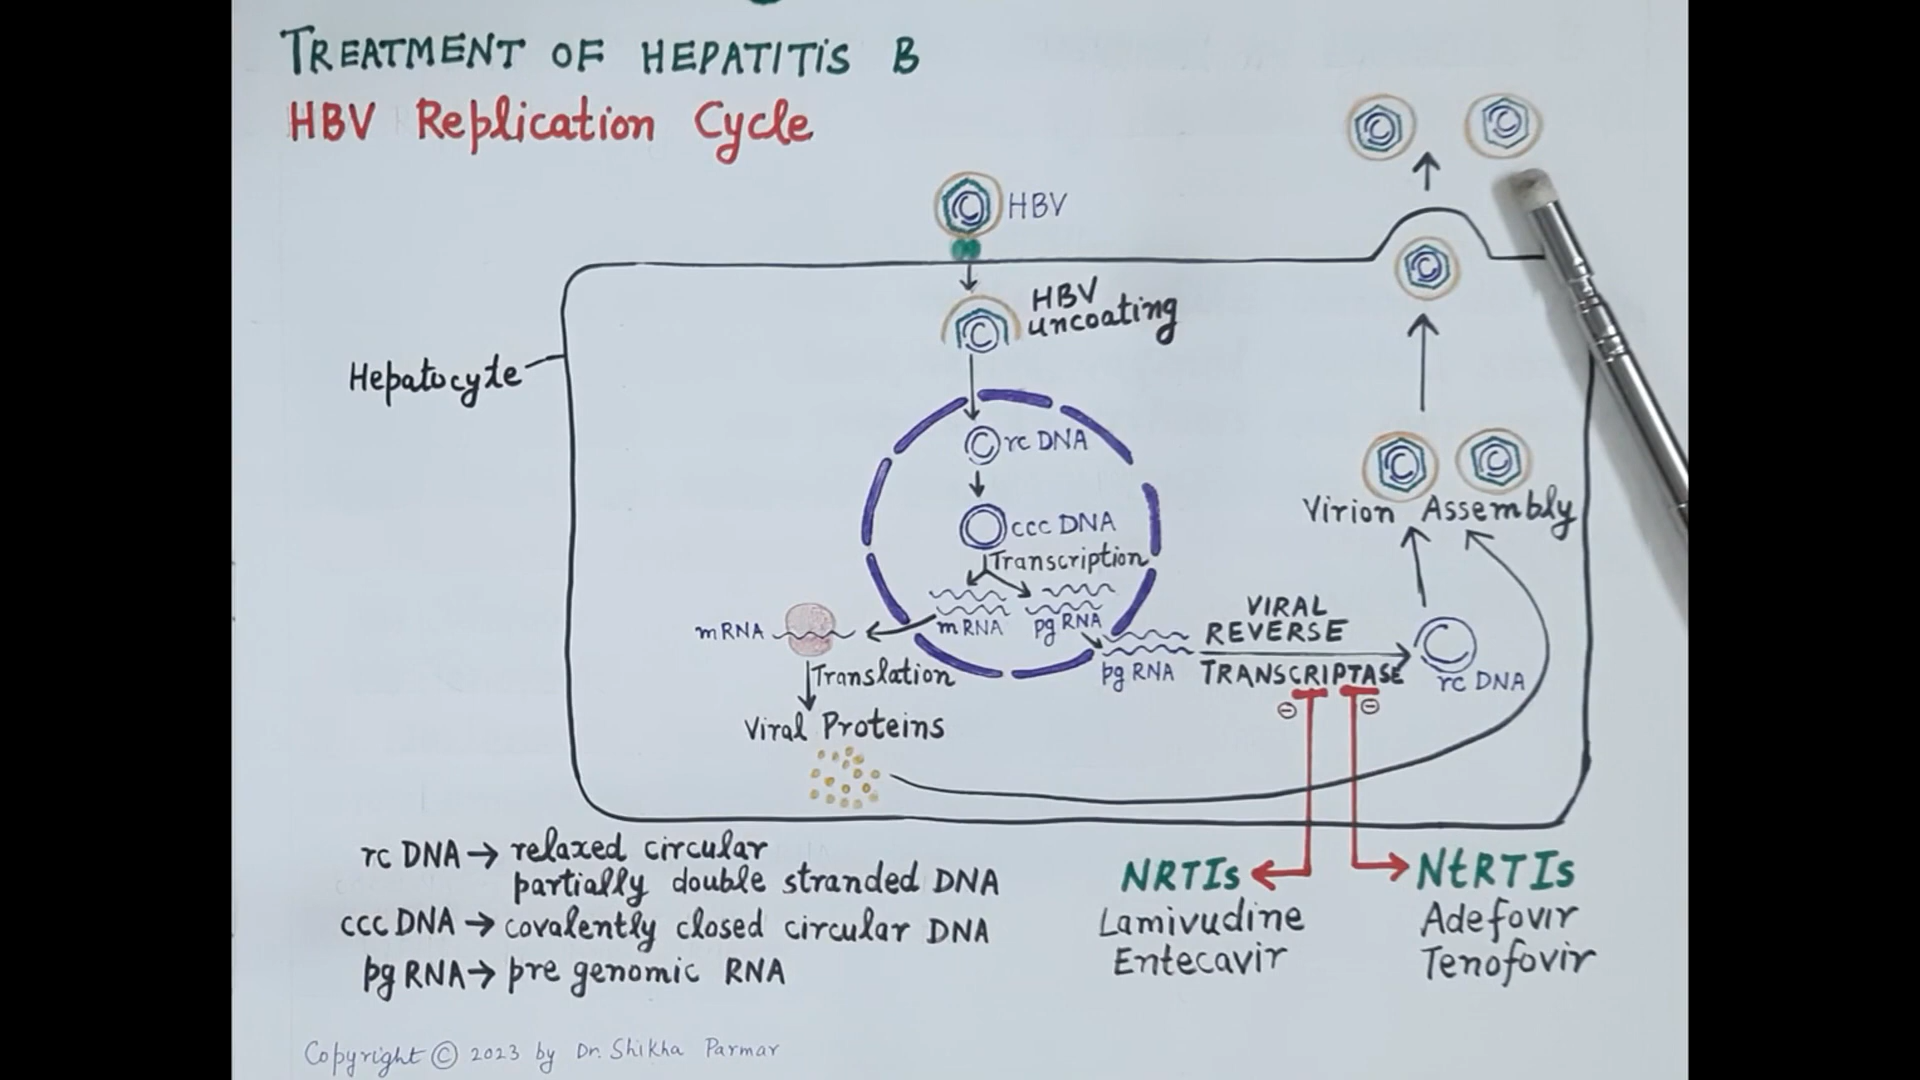 TREATMENT OF HEPATITIS B
HBV Replication Cycle
HBV
HBV
uncoating
Hepatocyte
rc DNA
ccc DNA
Transcription
mRNA
pg RNA
mRNA
Translation
Viral Proteins
pg RNA
VIRAL
REVERSE
TRANSCRIPTASE
rc DNA
Virion Assembly
rc DNA → relaxed circular
partially double stranded DNA
ccc DNA → covalently closed circular DNA
pg RNA → pre genomic RNA
NRTIs
Lamivudine
Entecavir
NtRTIs
Adefovir
Tenofovir
Copyright © 2023 by Dr. Shikha Parmar